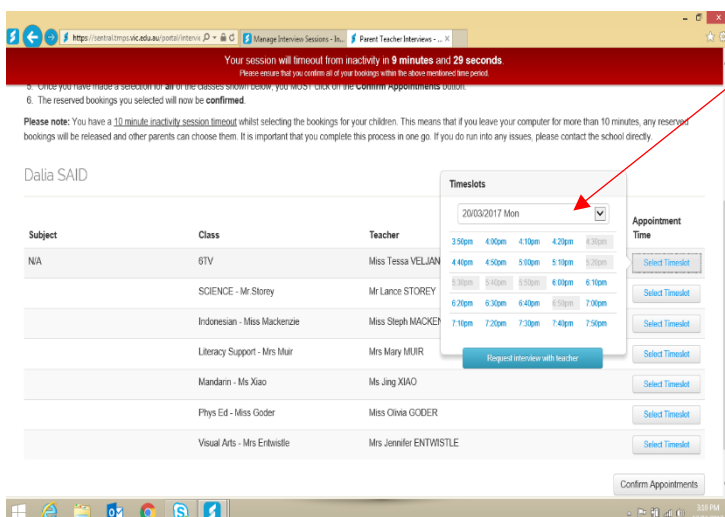 https://sentral.tmps.vic.edu.au/portal/intervie
Manage Interview Sessions - In...
Parent Teacher Interviews - ...
Your session will timeout from inactivity in 9 minutes and 29 seconds.
Please ensure that you confirm all of your bookings within the above mentioned time period.
5. Once you have made a selection for all of the classes shown below, you MUST click on the Confirm Appointments button.
6. The reserved bookings you selected will now be confirmed.
Please note: You have a 10 minute inactivity session timeout whilst selecting the bookings for your children. This means that if you leave your computer for more than 10 minutes, any reserved
bookings will be released and other parents can choose them. It is important that you complete this process in one go. If you do run into any issues, please contact the school directly.
Dalia SAID
Timeslots
20/03/2017 Mon
3:50pm 4:00pm 4:10pm 4:20pm 4:30pm
4:40pm 4:50pm 5:00pm 5:10pm 5:20pm
5:30pm 5:40pm 5:50pm 6:00pm 6:10pm
6:20pm 6:30pm 6:40pm 6:50pm 7:00pm
7:10pm 7:20pm 7:30pm 7:40pm 7:50pm
Request interview with teacher
Subject Class Teacher Appointment Time
N/A 6TV Miss Tessa VELJAN Select Timeslot
SCIENCE - Mr.Storey Mr Lance STOREY Select Timeslot
Indonesian - Miss Mackenzie Miss Steph MACKEN Select Timeslot
Literacy Support - Mrs Muir Mrs Mary MUIR Select Timeslot
Mandarin - Ms Xiao Ms Jing XIAO Select Timeslot
Phys Ed - Miss Goder Miss Olivia GODER Select Timeslot
Visual Arts - Mrs Entwistle Mrs Jennifer ENTWISTLE Select Timeslot
Confirm Appointments
3:10 PM